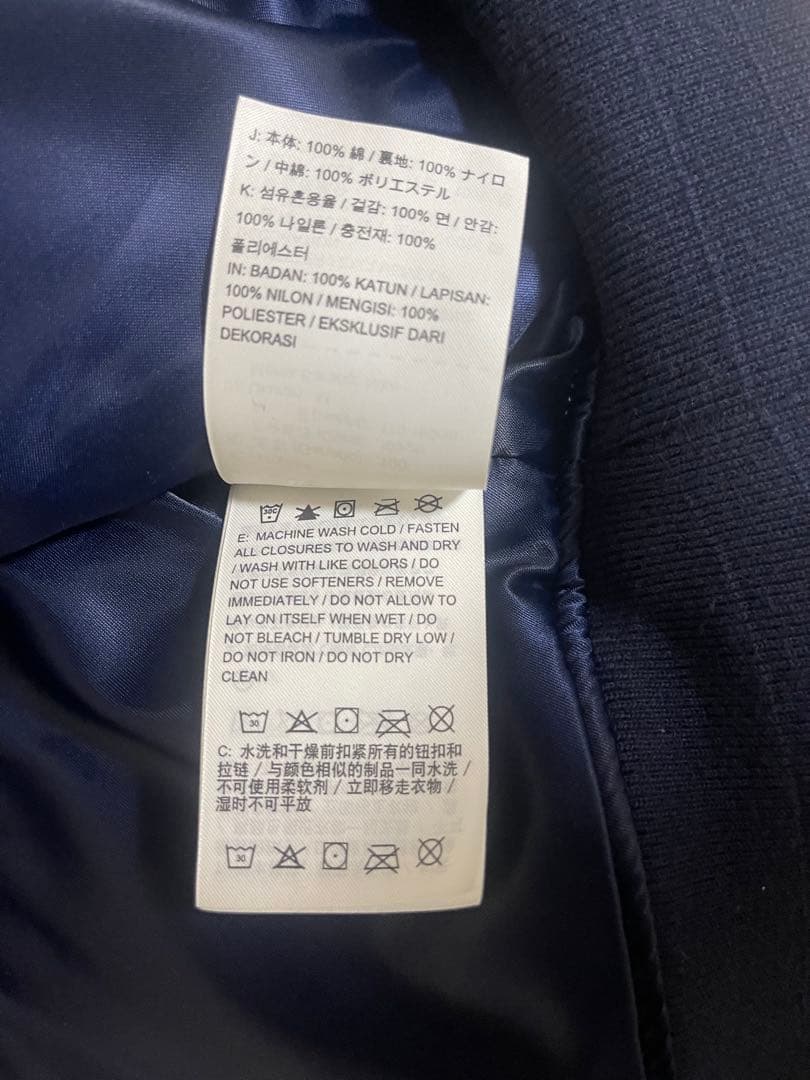 J: 本体: 100% 綿 / 裏地: 100% ナイロ
ン / 中綿: 100% ポリエステル
K: 섬유혼용율 / 겉감: 100% 면 / 안감:
100% 나일론 / 충전재: 100%
폴리에스터
IN: BADAN: 100% KATUN / LAPISAN:
100% NILON / MENGISI: 100%
POLIESTER / EKSKLUSIF DARI
DEKORASI
30C
E: MACHINE WASH COLD / FASTEN
ALL CLOSURES TO WASH AND DRY
/ WASH WITH LIKE COLORS / DO
NOT USE SOFTENERS / REMOVE
IMMEDIATELY / DO NOT ALLOW TO
LAY ON ITSELF WHEN WET / DO
NOT BLEACH / TUMBLE DRY LOW /
DO NOT IRON / DO NOT DRY
CLEAN
30
C: 水洗和干燥前扣紧所有的钮扣和
拉链 / 与颜色相似的制品一同水洗 /
不可使用柔软剂 / 立即移走衣物 /
湿时不可平放
30